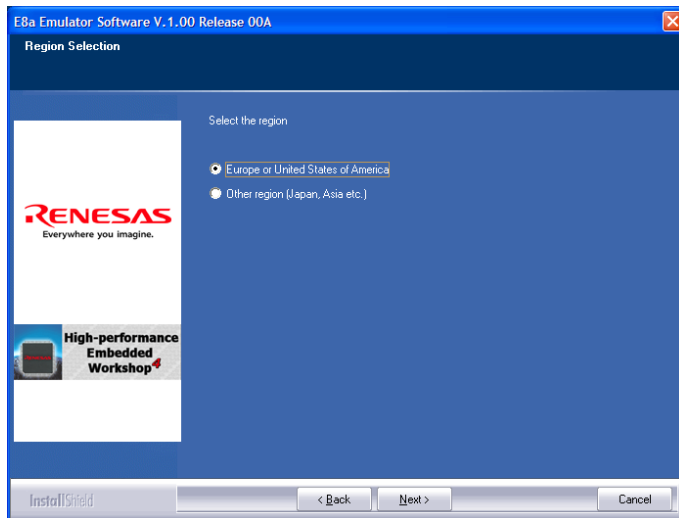 E8a Emulator Software V.1.00 Release 00A
Region Selection
Select the region
Europe or United States of America
Other region (Japan, Asia etc.)
RENESAS
Everywhere you imagine.
High-performance
Embedded
Workshop4
InstallShield
< Back
Next >
Cancel